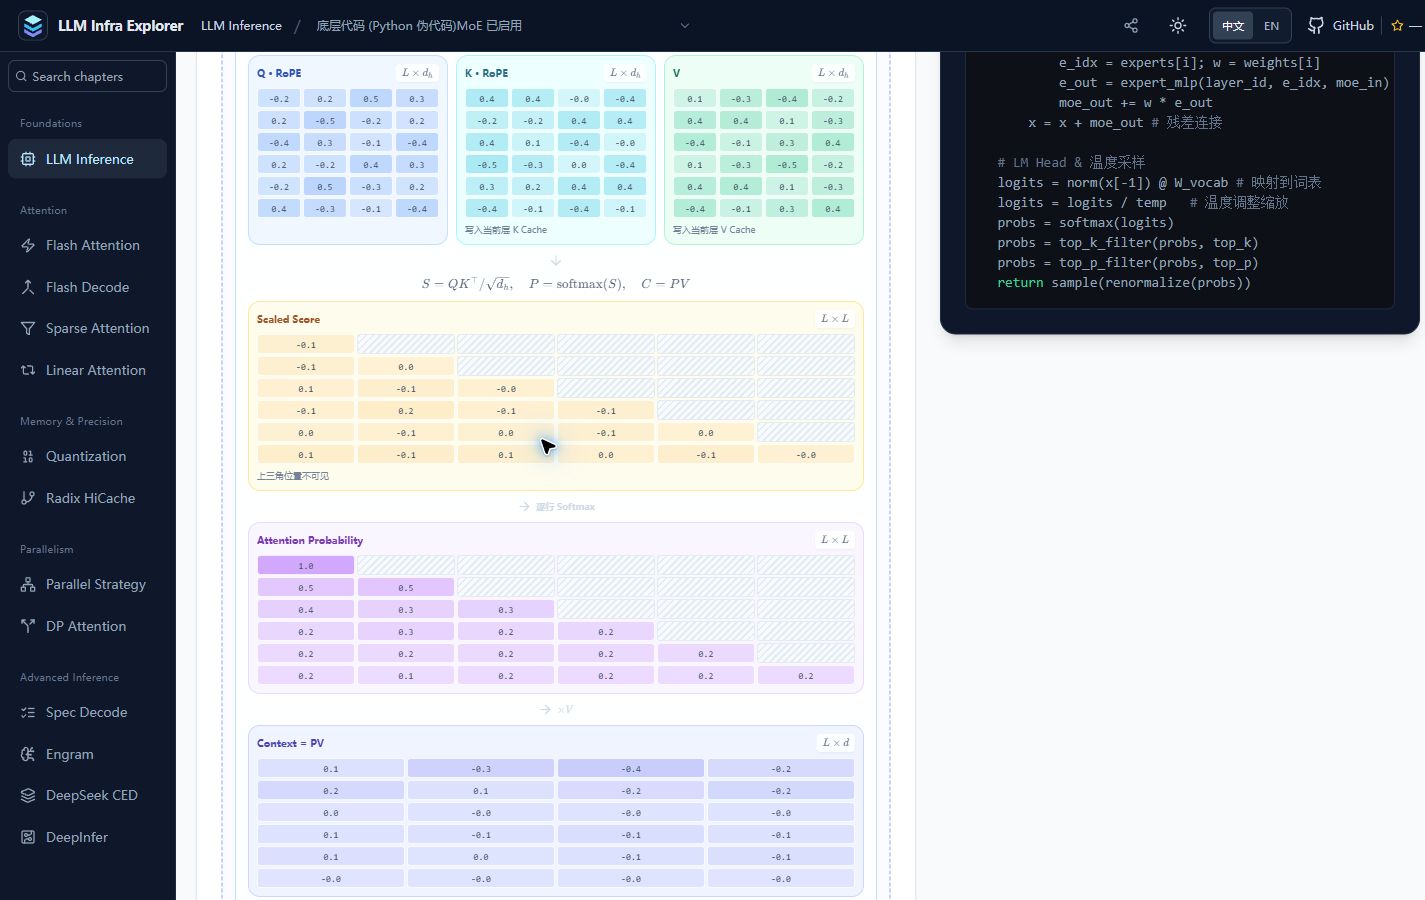 LLM Infra Explorer
LLM Inference / 底层代码 (Python 伪代码)MoE 已启用
中文 EN
GitHub
Search chapters
Foundations
LLM Inference
Attention
Flash Attention
Flash Decode
Sparse Attention
Linear Attention
Memory & Precision
Quantization
Radix HiCache
Parallelism
Parallel Strategy
DP Attention
Advanced Inference
Spec Decode
Engram
DeepSeek CED
DeepInfer
Q • RoPE L × d_h
-0.2 0.2 0.5 0.3
0.2 -0.5 -0.2 0.2
-0.4 0.3 -0.1 -0.4
0.2 -0.2 0.4 0.3
-0.2 0.5 -0.3 0.2
0.4 -0.3 -0.1 -0.4
K • RoPE L × d_h
0.4 0.4 -0.0 -0.4
-0.2 -0.2 0.4 0.4
0.4 0.1 -0.4 -0.0
-0.5 -0.3 0.0 -0.4
0.3 0.2 0.4 0.4
-0.4 -0.1 -0.4 -0.1
写入当前层 K Cache
V L × d_h
0.1 -0.3 -0.4 -0.2
0.4 0.4 0.1 -0.3
-0.4 -0.1 0.3 0.4
0.1 -0.3 -0.5 -0.2
0.4 0.4 0.1 -0.3
-0.4 -0.1 0.3 0.4
写入当前层 V Cache
↓
S = QK⊤/√d_h, P = softmax(S), C = PV
Scaled Score L × L
-0.1
-0.1 0.0
0.1 -0.1 -0.0
-0.1 0.2 -0.1 -0.1
0.0 -0.1 0.0 -0.1 0.0
0.1 -0.1 0.1 0.0 -0.1 -0.0
上三角位置不可见
→ 逐行 Softmax
Attention Probability L × L
1.0
0.5 0.5
0.4 0.3 0.3
0.2 0.3 0.2 0.2
0.2 0.2 0.2 0.2 0.2
0.2 0.1 0.2 0.2 0.2 0.2
→ ×V
Context = PV L × d
0.1 -0.3 -0.4 -0.2
0.2 0.1 -0.2 -0.2
0.0 -0.0 -0.0 -0.0
0.1 -0.1 -0.1 -0.1
0.1 0.0 -0.1 -0.1
-0.0 -0.0 -0.0 -0.0
e_idx = experts[i]; w = weights[i]
e_out = expert_mlp(layer_id, e_idx, moe_in)
moe_out += w * e_out
x = x + moe_out # 残差连接
# LM Head & 温度采样
logits = norm(x[-1]) @ W_vocab # 映射到词表
logits = logits / temp # 温度调整缩放
probs = softmax(logits)
probs = top_k_filter(probs, top_k)
probs = top_p_filter(probs, top_p)
return sample(renormalize(probs))